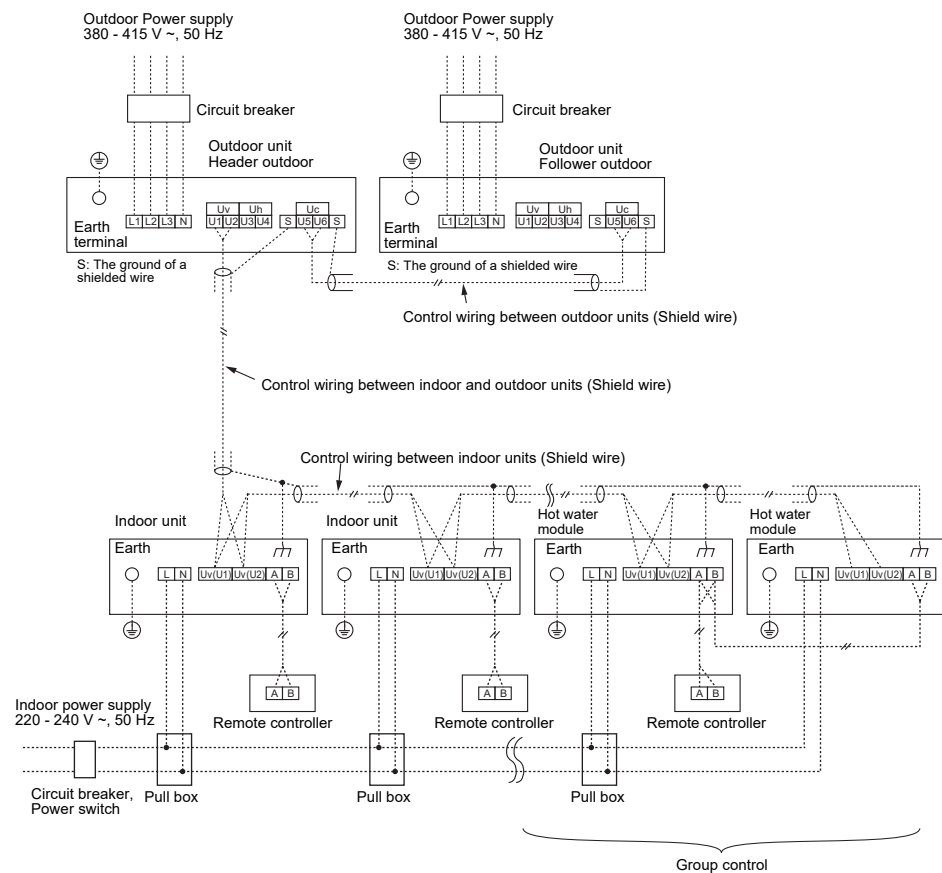 Outdoor Power supply
380 - 415 V ~, 50 Hz
Outdoor Power supply
380 - 415 V ~, 50 Hz
Circuit breaker
Circuit breaker
Outdoor unit
Header outdoor
Outdoor unit
Follower outdoor
Earth
terminal
L1 L2 L3 N
Uv Uh
U1 U2 U3 U4
Uc
S U5 U6 S
Earth
terminal
L1 L2 L3 N
Uv Uh
U1 U2 U3 U4
Uc
S U5 U6 S
S: The ground of a
shielded wire
S: The ground of a shielded wire
Control wiring between outdoor units (Shield wire)
Control wiring between indoor and outdoor units (Shield wire)
Control wiring between indoor units (Shield wire)
Indoor unit
Indoor unit
Hot water
module
Hot water
module
Earth
L N Uv(U1) Uv(U2) A B
Earth
L N Uv(U1) Uv(U2) A B
Earth
L N Uv(U1) Uv(U2) A B
Earth
L N Uv(U1) Uv(U2) A B
A B
A B
A B
Remote controller
Remote controller
Remote controller
Indoor power supply
220 - 240 V ~, 50 Hz
Circuit breaker,
Power switch
Pull box
Pull box
Pull box
Group control